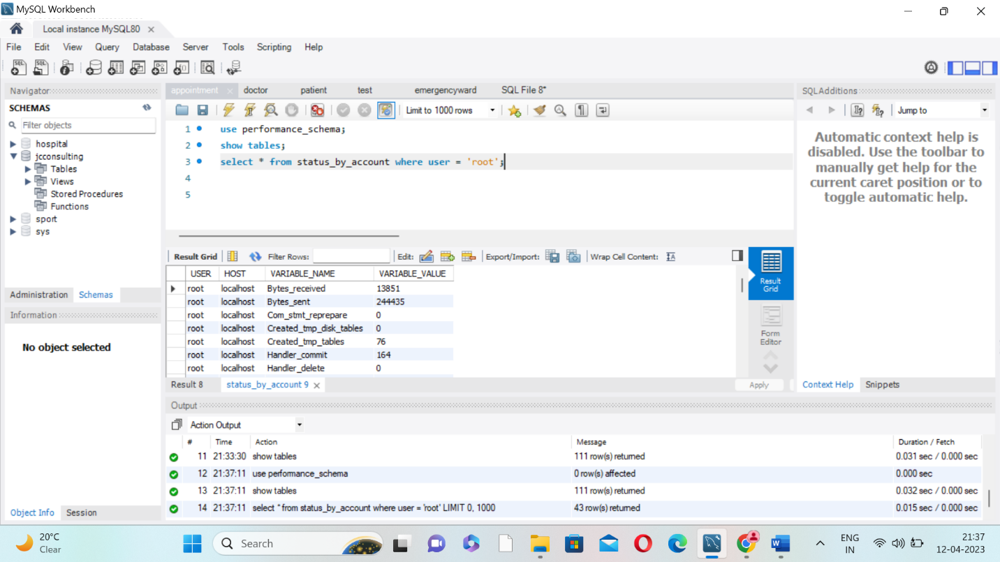 MySQL Workbench
Local instance MySQL80
File Edit View Query Database Server Tools Scripting Help
Navigator
SCHEMAS
Filter objects
hospital
jcconsulting
Tables
Views
Stored Procedures
Functions
sport
sys
Administration Schemas
Information
No object selected
Object Info Session
appointment doctor patient test emergencyward SQL File 8*
Limit to 1000 rows
1 use performance_schema;
2 show tables;
3 select * from status_by_account where user = 'root';
4
5
Result Grid Filter Rows: Edit: Export/Import: Wrap Cell Content:
USER HOST VARIABLE_NAME VARIABLE_VALUE
root localhost Bytes_received 13851
root localhost Bytes_sent 244435
root localhost Com_stmt_reprepare 0
root localhost Created_tmp_disk_tables 0
root localhost Created_tmp_tables 76
root localhost Handler_commit 164
root localhost Handler_delete 0
Result Grid
Form Editor
Result 8 status_by_account 9 Apply
SQLAdditions
Jump to
Automatic context help is
disabled. Use the toolbar to
manually get help for the
current caret position or to
toggle automatic help.
Context Help Snippets
Output
Action Output
# Time Action Message Duration / Fetch
11 21:33:30 show tables 111 row(s) returned 0.031 sec / 0.000 sec
12 21:37:11 use performance_schema 0 row(s) affected 0.000 sec
13 21:37:11 show tables 111 row(s) returned 0.032 sec / 0.000 sec
14 21:37:11 select * from status_by_account where user = 'root' LIMIT 0, 1000 43 row(s) returned 0.015 sec / 0.000 sec
20°C
Clear
Search
ENG
IN
21:37
12-04-2023